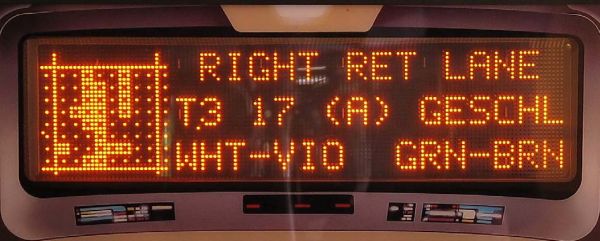 RIGHT RET LANE
T3 17 (A) GESCHL
WHT-VIO GRN-BRN